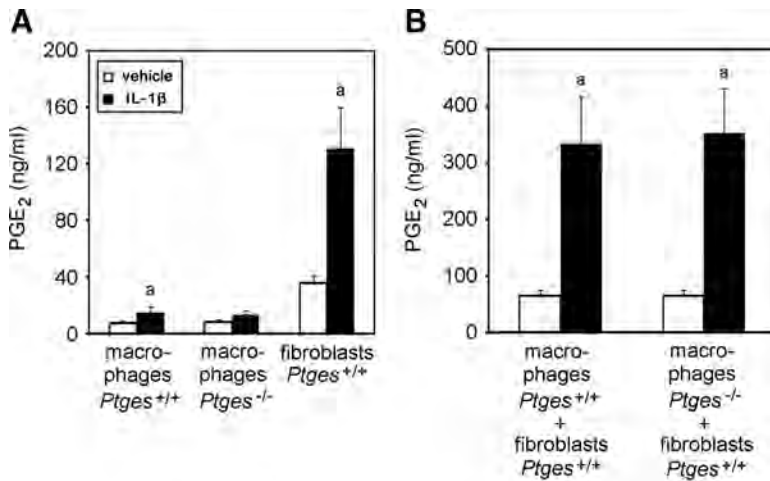 A
PGE2 (ng/ml)
200
160
120
80
40
0
vehicle
IL-1β
a
a
macro-
phages
Ptges+/+
macro-
phages
Ptges-/-
fibroblasts
Ptges+/+
B
PGE2 (ng/ml)
500
400
300
200
100
0
a
a
macro-
phages
Ptges+/+
+
fibroblasts
Ptges+/+
macro-
phages
Ptges-/-
+
fibroblasts
Ptges+/+